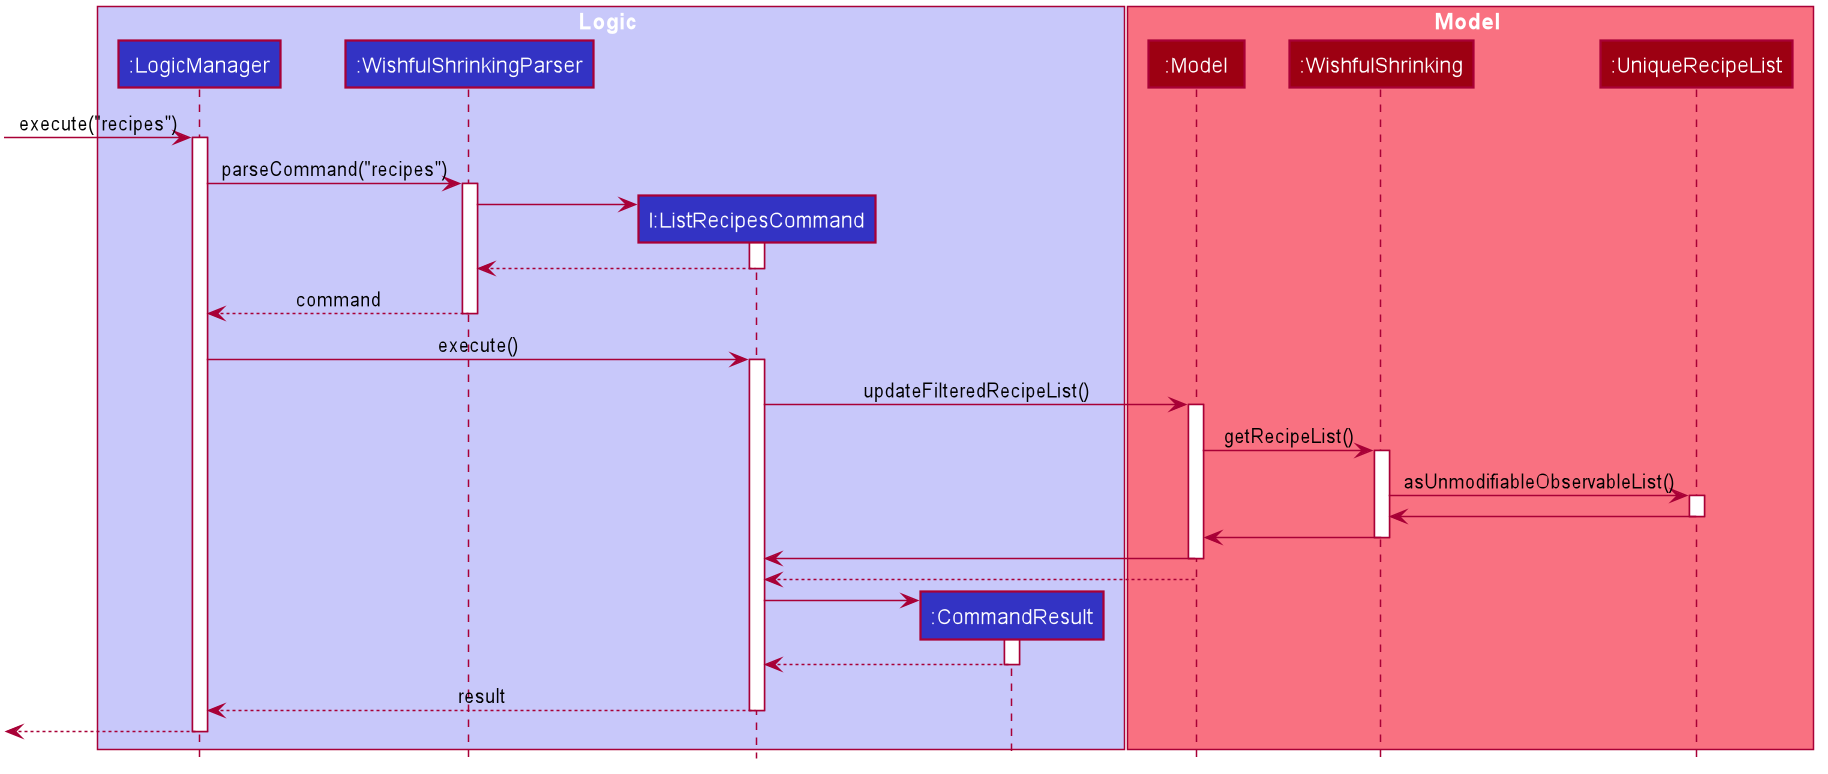 Logic
Model
:LogicManager
:WishfulShrinkingParser
:Model
:WishfulShrinking
:UniqueRecipeList
execute("recipes")
parseCommand("recipes")
l:ListRecipesCommand
command
execute()
updateFilteredRecipeList()
getRecipeList()
asUnmodifiableObservableList()
:CommandResult
result